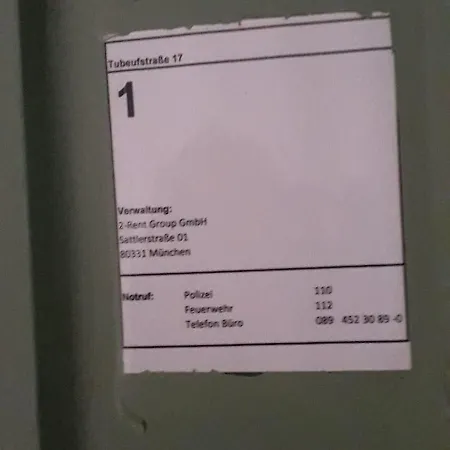 Tubeufstraße 17
1
Verwaltung:
2-Rent Group GmbH
Sattlerstraße 01
80331 München
Notruf: Polizei 110
Feuerwehr 112
Telefon Büro 089 452 30 89 -0